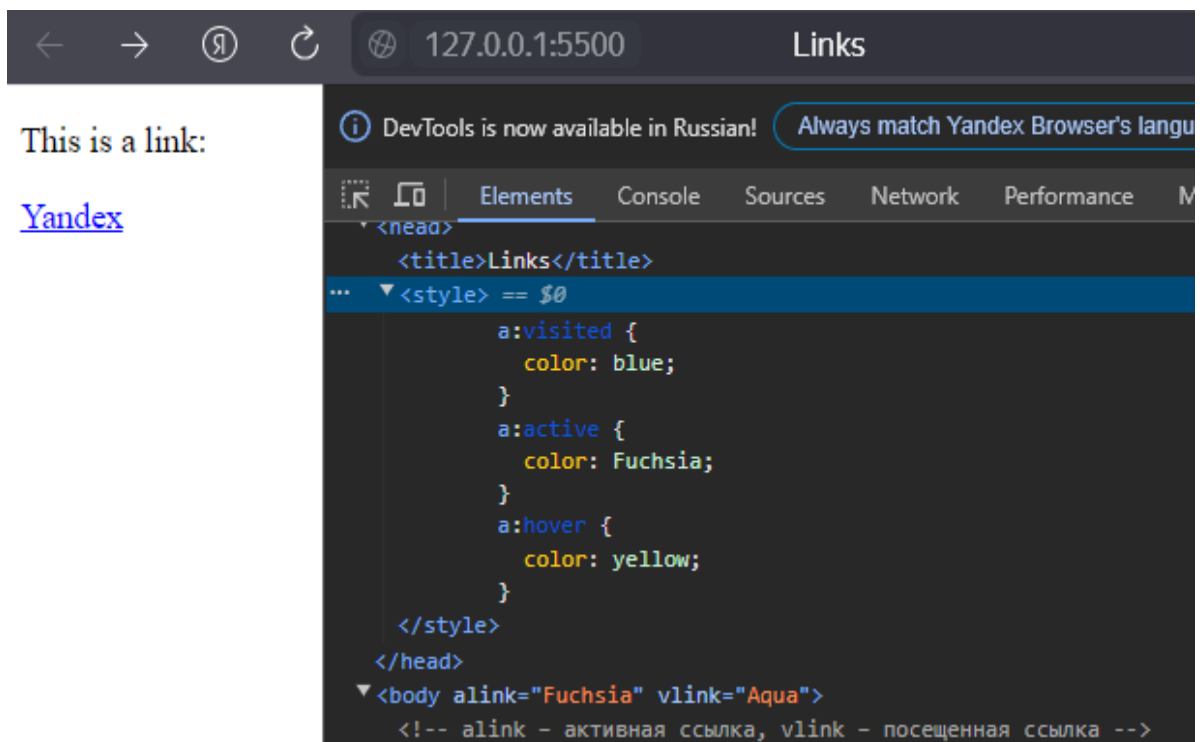 Я 127.0.0.1:5500 Links
This is a link:
Yandex
DevTools is now available in Russian! Always match Yandex Browser's langu
Elements Console Sources Network Performance M
<head>
<title>Links</title>
<style> == $0
a:visited {
color: blue;
}
a:active {
color: Fuchsia;
}
a:hover {
color: yellow;
}
</style>
</head>
<body alink="Fuchsia" vlink="Aqua">
<!-- alink – активная ссылка, vlink – посещенная ссылка -->